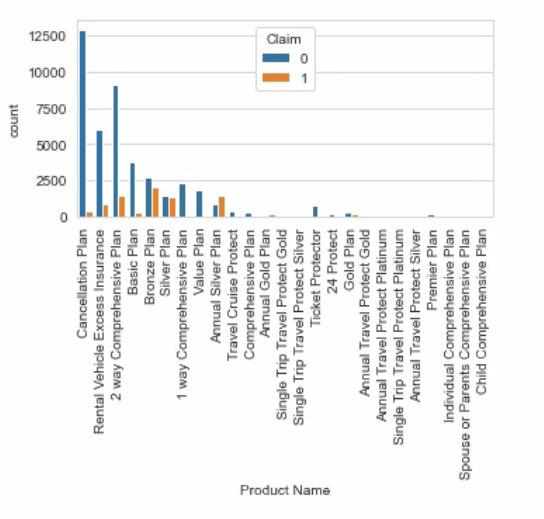 Claim
0
1
12500
10000
7500
5000
2500
0
count
Cancellation Plan
Rental Vehicle Excess Insurance
2 way Comprehensive Plan
Basic Plan
Bronze Plan
Silver Plan
1 way Comprehensive Plan
Value Plan
Annual Silver Plan
Travel Cruise Protect
Comprehensive Plan
Annual Gold Plan
Single Trip Travel Protect Gold
Single Trip Travel Protect Silver
Ticket Protector
24 Protect
Gold Plan
Annual Travel Protect Gold
Annual Travel Protect Platinum
Single Trip Travel Protect Platinum
Annual Travel Protect Silver
Premier Plan
Individual Comprehensive Plan
Spouse or Parents Comprehensive Plan
Child Comprehensive Plan
Product Name